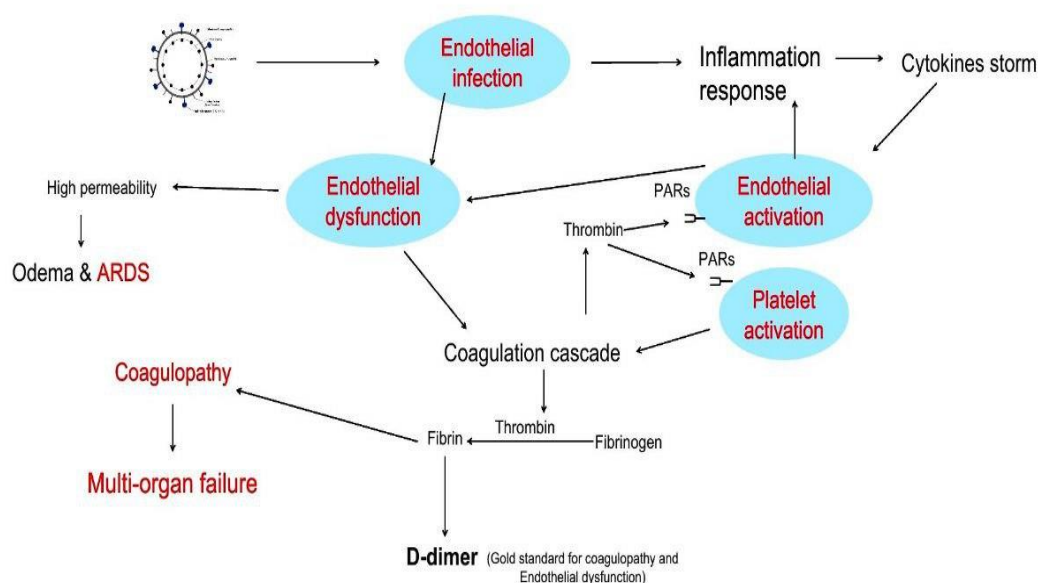 Endothelial
infection
Inflammation
response
Cytokines storm
High permeability
Endothelial
dysfunction
PARs
Endothelial
activation
Thrombin
Odema & ARDS
PARs
Platelet
activation
Coagulation cascade
Coagulopathy
Thrombin
Fibrin
Fibrinogen
Multi-organ failure
D-dimer (Gold standard for coagulopathy and
Endothelial dysfunction)